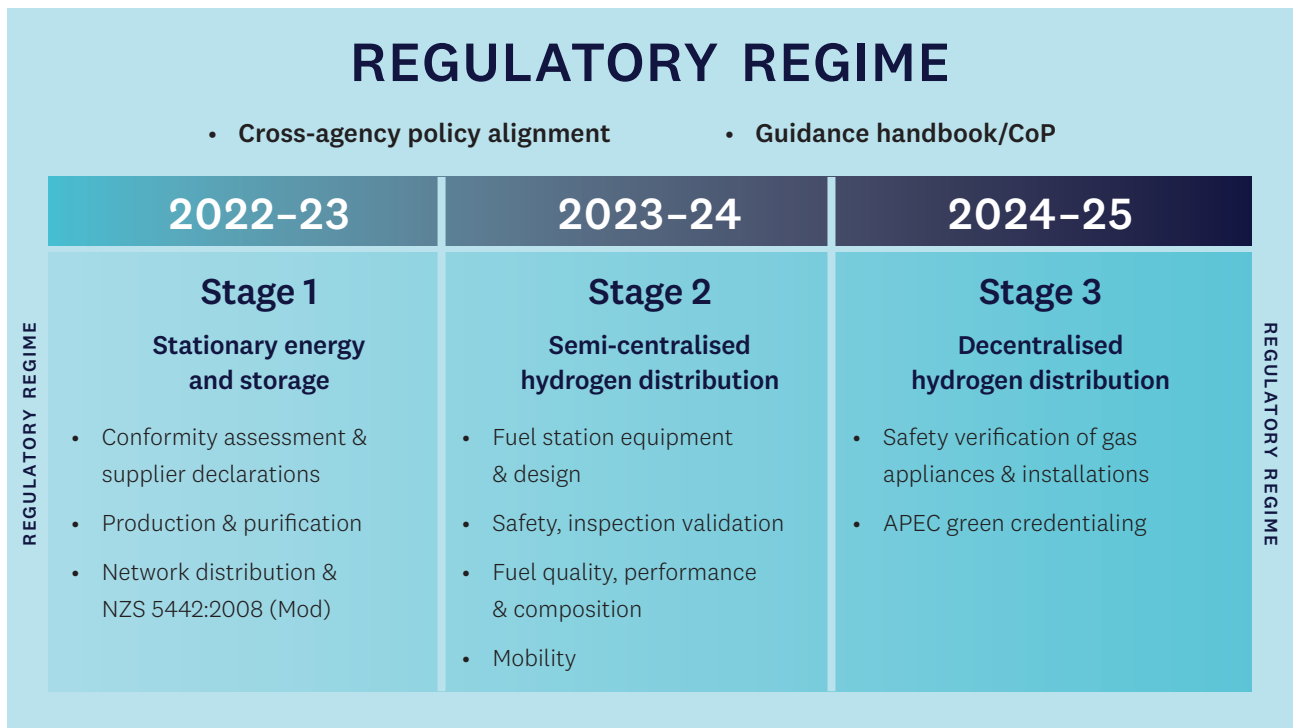 REGULATORY REGIME
• Cross-agency policy alignment
• Guidance handbook/CoP
2022–23
2023–24
2024–25
REGULATORY REGIME
Stage 1
Stationary energy
and storage
• Conformity assessment &
supplier declarations
• Production & purification
• Network distribution &
NZS 5442:2008 (Mod)
Stage 2
Semi-centralised
hydrogen distribution
• Fuel station equipment
& design
• Safety, inspection validation
• Fuel quality, performance
& composition
• Mobility
Stage 3
Decentralised
hydrogen distribution
• Safety verification of gas
appliances & installations
• APEC green credentialing
REGULATORY REGIME